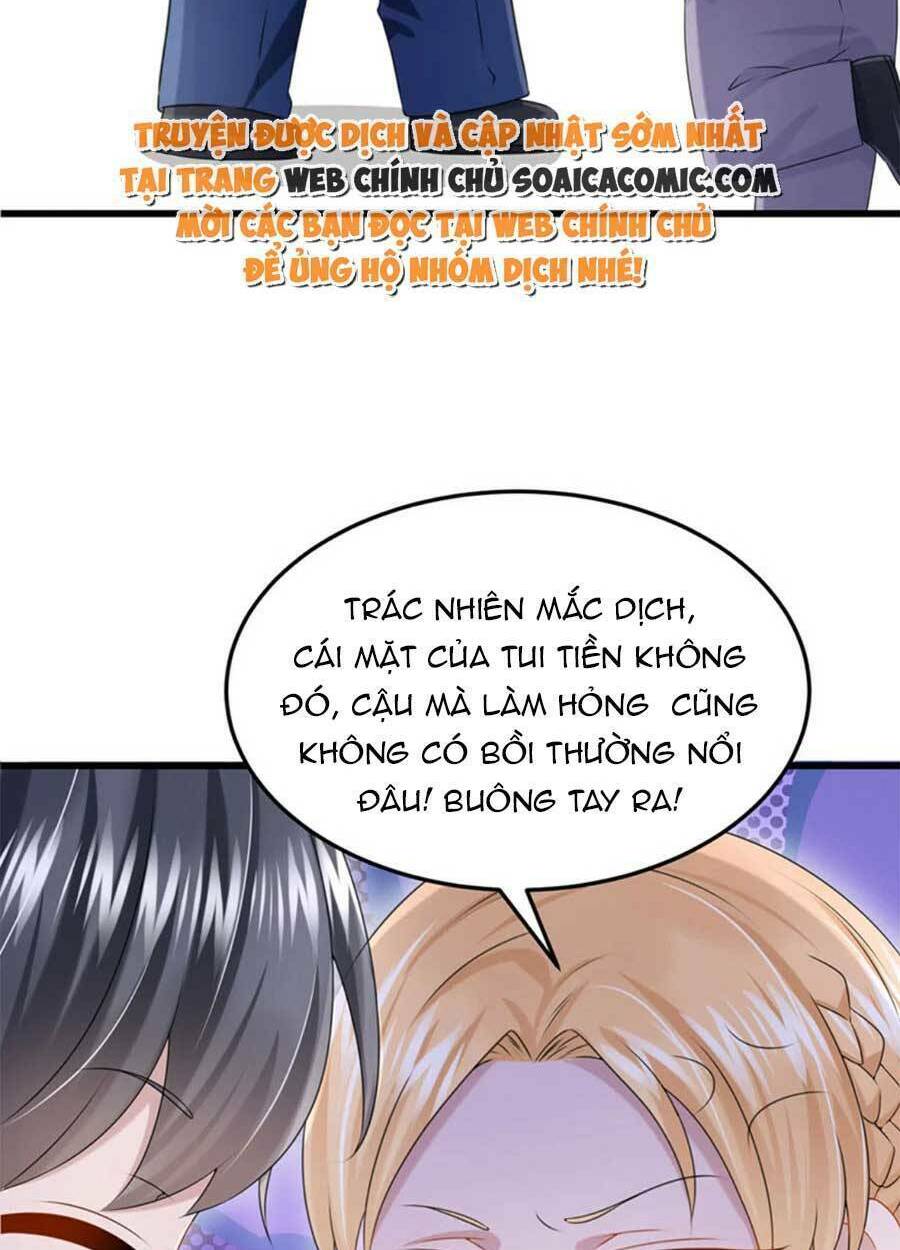 TRUYỆN ĐƯỢC DỊCH VÀ CẬP NHẬT SỚM NHẤT
TẠI TRANG WEB CHÍNH CHỦ SOAICACOMIC.COM
MỜI CÁC BẠN ĐỌC TẠI WEB CHÍNH CHỦ
ĐỂ ỦNG HỘ NHÓM DỊCH NHÉ!
TRÁC NHIÊN MẮC DỊCH,
CÁI MẶT CỦA TUI TIỀN KHÔNG
ĐÓ, CẬU MÀ LÀM HỎNG CŨNG
KHÔNG CÓ BỒI THƯỜNG NỔI
ĐÂU! BUÔNG TAY RA!